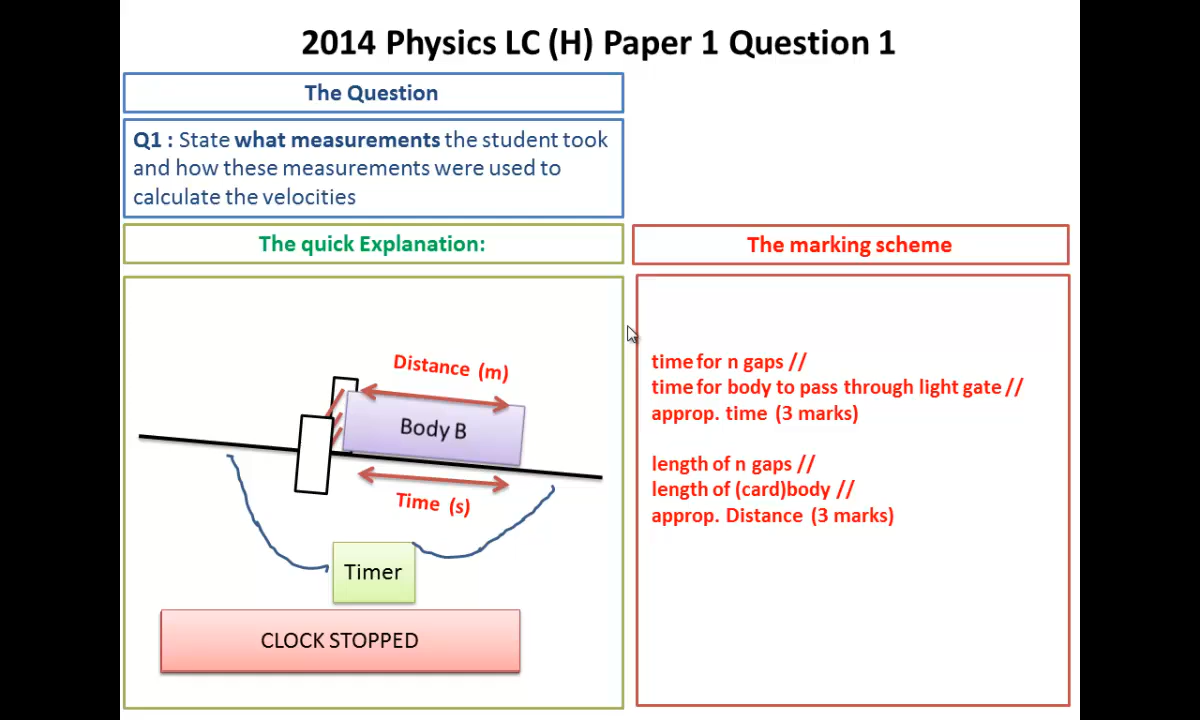 2014 Physics LC (H) Paper 1 Question 1
The Question
Q1 : State what measurements the student took
and how these measurements were used to
calculate the velocities
The quick Explanation:
The marking scheme
Distance (m)
Body B
Time (s)
Timer
CLOCK STOPPED
time for n gaps //
time for body to pass through light gate //
approp. time (3 marks)
length of n gaps //
length of (card)body //
approp. Distance (3 marks)